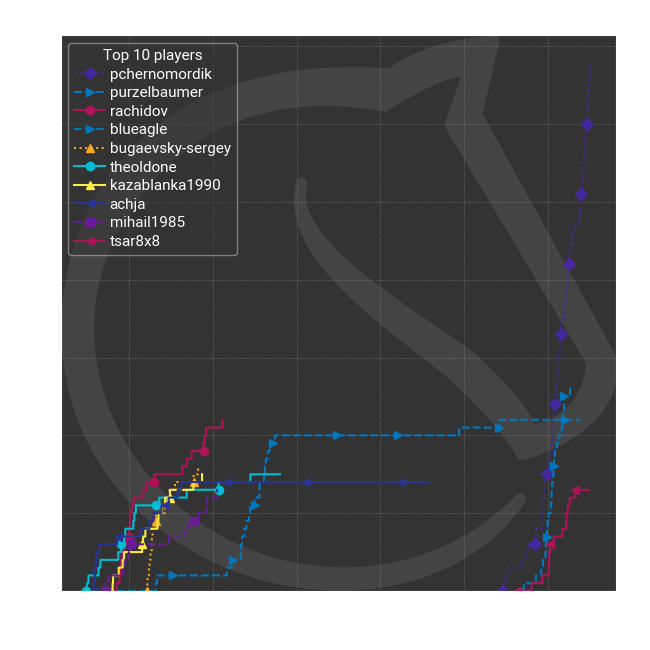 Top 10 players
pchernomordik
purzelbaumer
rachidov
blueagle
bugaevsky-sergey
theoldone
kazablanka1990
achja
mihail1985
tsar8x8